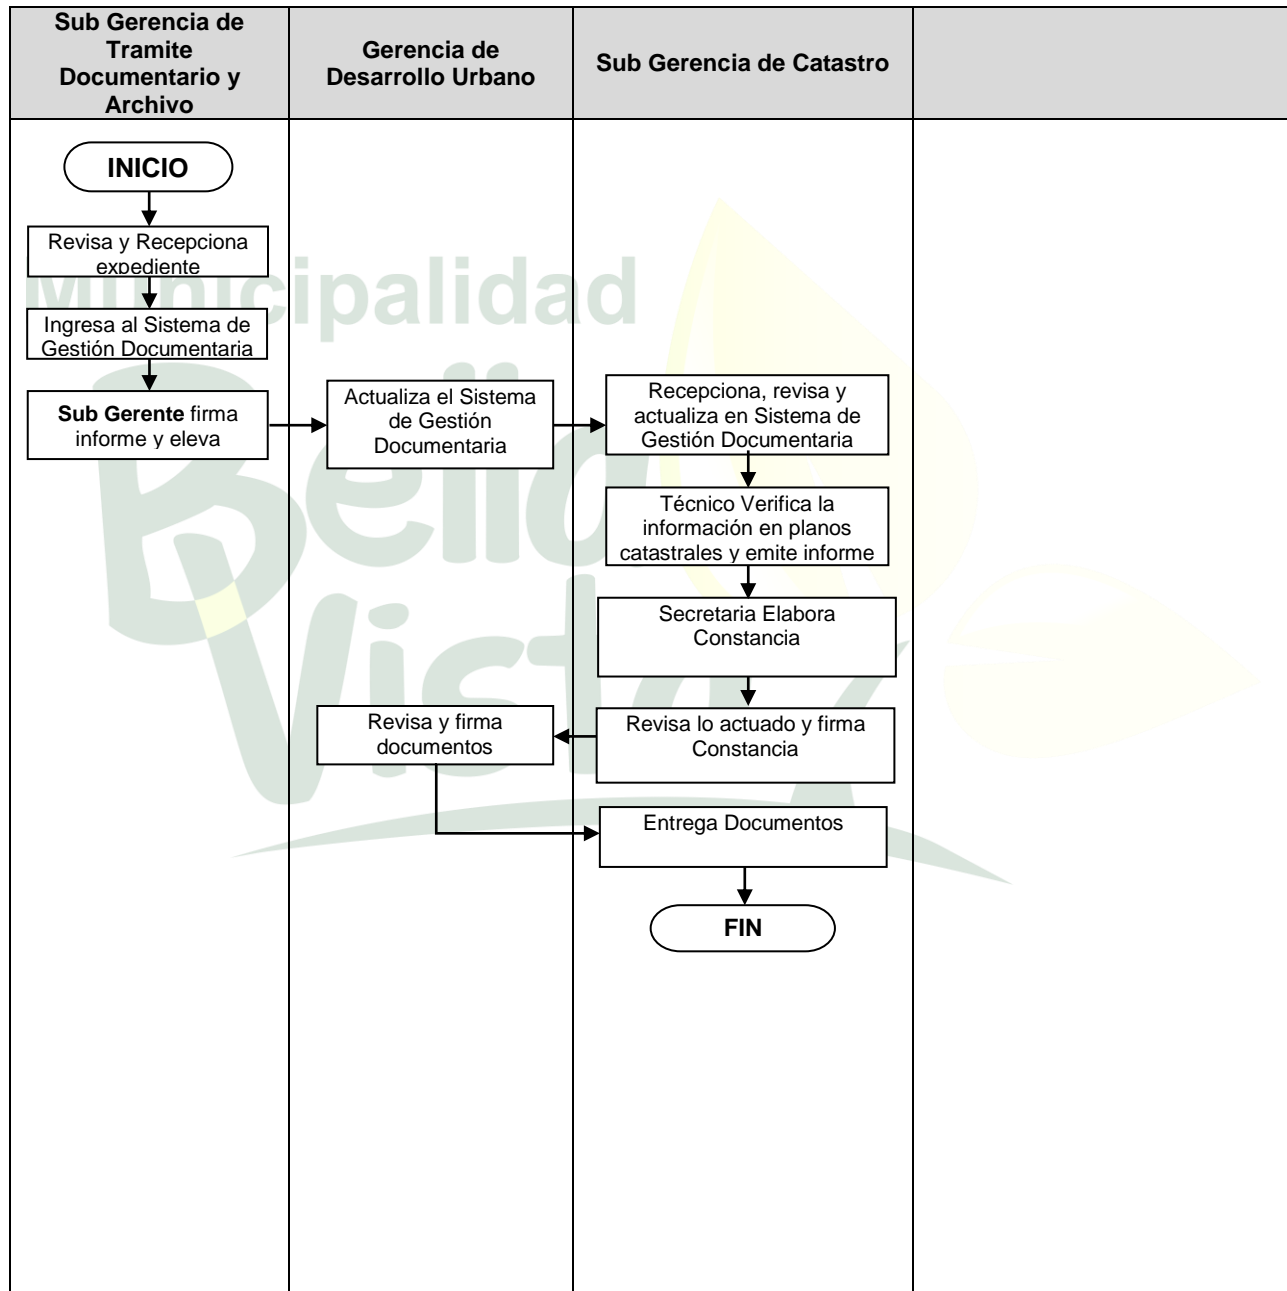 Sub Gerencia de
Tramite
Documentario y
Archivo
Gerencia de
Desarrollo Urbano
Sub Gerencia de Catastro
INICIO
Revisa y Recepciona
expediente
Ingresa al Sistema de
Gestión Documentaria
Sub Gerente firma
informe y eleva
Actualiza el Sistema
de Gestión
Documentaria
Recepciona, revisa y
actualiza en Sistema de
Gestión Documentaria
Técnico Verifica la
información en planos
catastrales y emite informe
Secretaria Elabora
Constancia
Revisa lo actuado y firma
Constancia
Revisa y firma
documentos
Entrega Documentos
FIN
Municipalidad
Bella
Vista